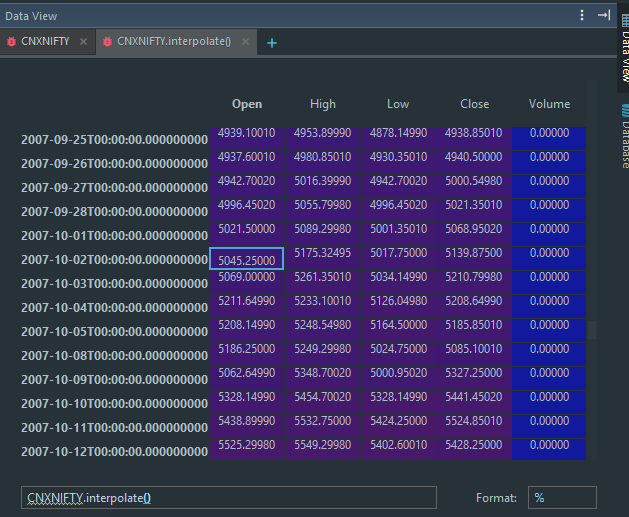 Data View
CNXNIFTY CNXNIFTY.interpolate()
Open High Low Close Volume
2007-09-25T00:00:00.000000000 4939.10010 4953.89990 4878.14990 4938.85010 0.00000
2007-09-26T00:00:00.000000000 4937.60010 4980.85010 4930.35010 4940.50000 0.00000
2007-09-27T00:00:00.000000000 4942.70020 5016.39990 4942.70020 5000.54980 0.00000
2007-09-28T00:00:00.000000000 4996.45020 5055.79980 4996.45020 5021.35010 0.00000
2007-10-01T00:00:00.000000000 5021.50000 5089.29980 5001.35010 5068.95020 0.00000
2007-10-02T00:00:00.000000000 5045.25000 5175.32495 5017.75000 5139.87500 0.00000
2007-10-03T00:00:00.000000000 5069.00000 5261.35010 5034.14990 5210.79980 0.00000
2007-10-04T00:00:00.000000000 5211.64990 5233.10010 5126.04980 5208.64990 0.00000
2007-10-05T00:00:00.000000000 5208.14990 5248.54980 5164.50000 5185.85010 0.00000
2007-10-08T00:00:00.000000000 5186.25000 5249.29980 5024.75000 5085.10010 0.00000
2007-10-09T00:00:00.000000000 5062.64990 5348.70020 5000.95020 5327.25000 0.00000
2007-10-10T00:00:00.000000000 5328.14990 5454.70020 5328.14990 5441.45020 0.00000
2007-10-11T00:00:00.000000000 5438.89990 5532.75000 5424.25000 5524.85010 0.00000
2007-10-12T00:00:00.000000000 5525.29980 5549.29980 5402.60010 5428.25000 0.00000
CNXNIFTY.interpolate()
Format: %
Data View
Database